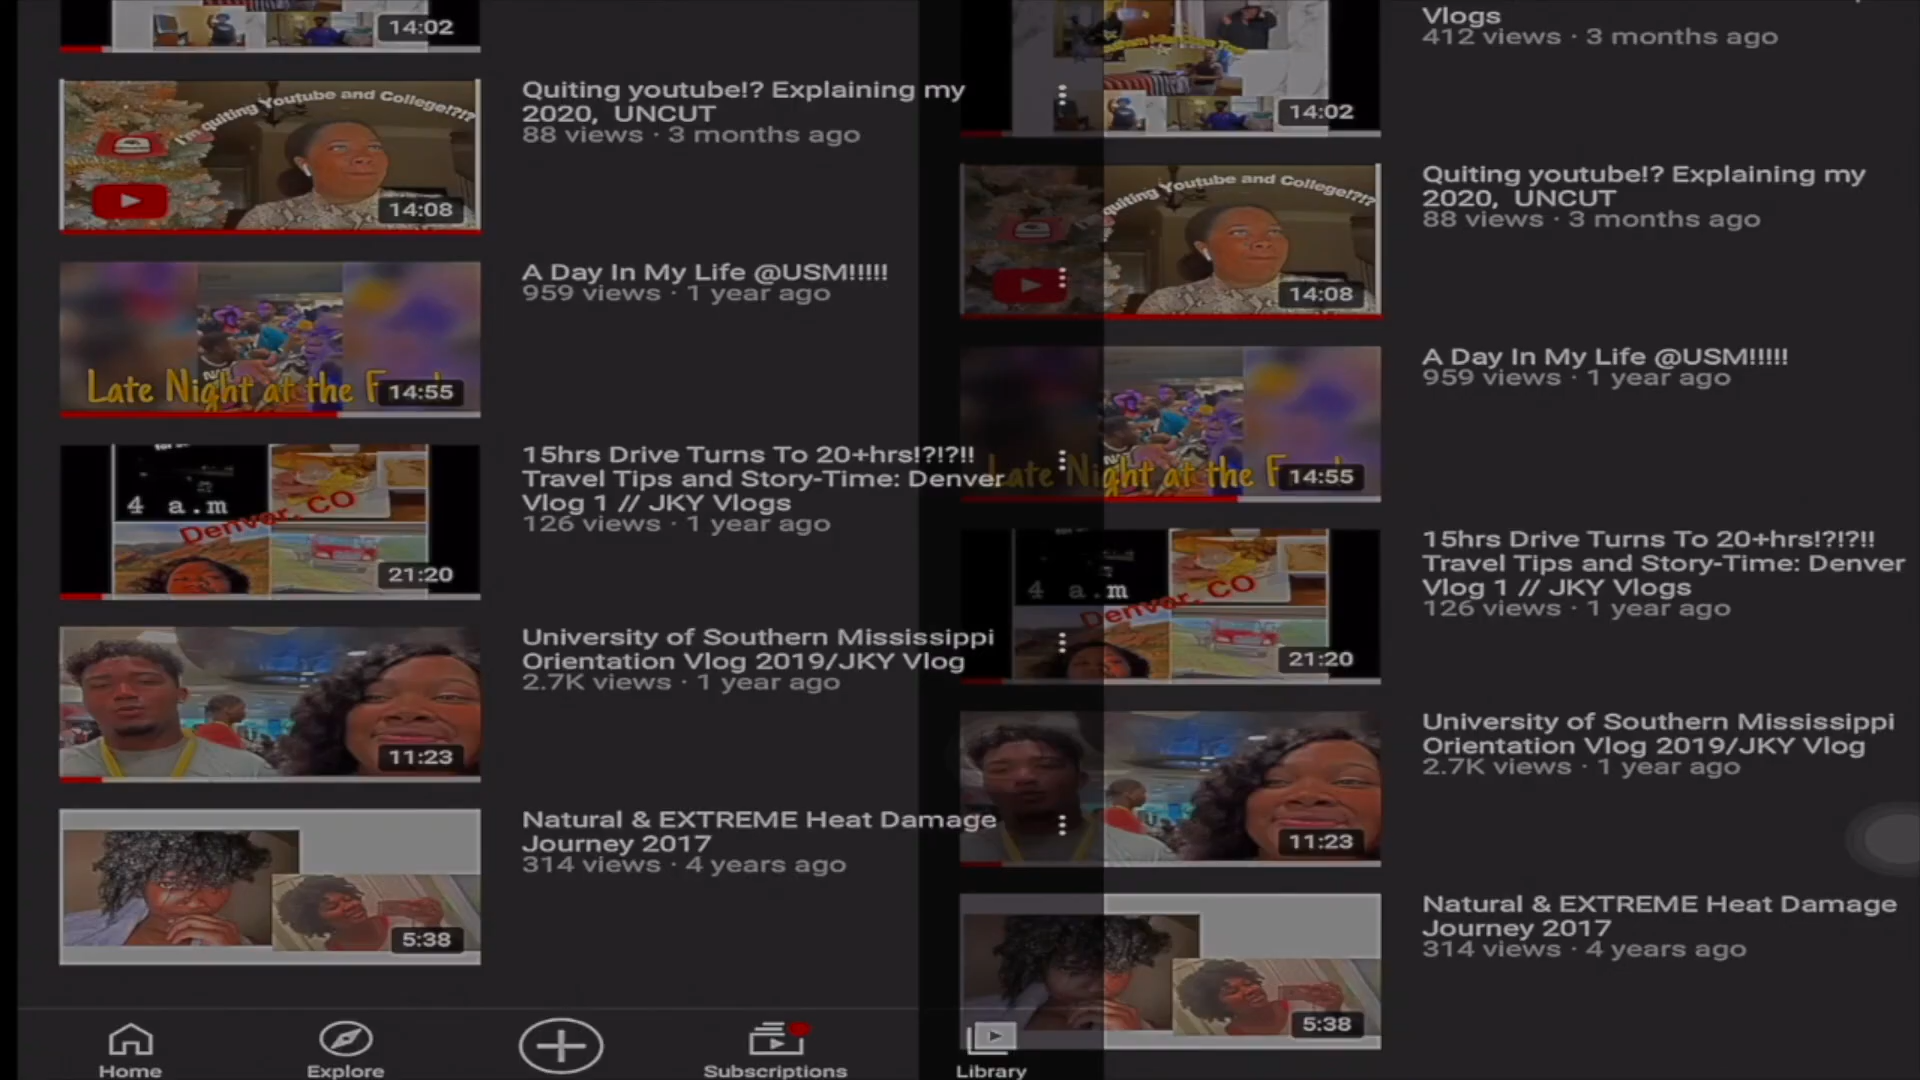 14:02
I'm quiting Youtube and College!?!?
14:08
Quiting youtube!? Explaining my
2020, UNCUT
88 views · 3 months ago
Late Night at the F
14:55
A Day In My Life @USM!!!!!
959 views · 1 year ago
4 a.m
Denver, CO
21:20
15hrs Drive Turns To 20+hrs!?!?!!
Travel Tips and Story-Time: Denver
Vlog 1 // JKY Vlogs
126 views · 1 year ago
11:23
University of Southern Mississippi
Orientation Vlog 2019/JKY Vlog
2.7K views · 1 year ago
5:38
Natural & EXTREME Heat Damage
Journey 2017
314 views · 4 years ago
Home
Explore
Subscriptions
Library
14:02
Vlogs
412 views · 3 months ago
quiting Youtube and College!?!?
14:08
Quiting youtube!? Explaining my
2020, UNCUT
88 views · 3 months ago
Late Night at the F
14:55
A Day In My Life @USM!!!!!
959 views · 1 year ago
4 a.m
Denver, CO
21:20
15hrs Drive Turns To 20+hrs!?!?!!
Travel Tips and Story-Time: Denver
Vlog 1 // JKY Vlogs
126 views · 1 year ago
11:23
University of Southern Mississippi
Orientation Vlog 2019/JKY Vlog
2.7K views · 1 year ago
5:38
Natural & EXTREME Heat Damage
Journey 2017
314 views · 4 years ago